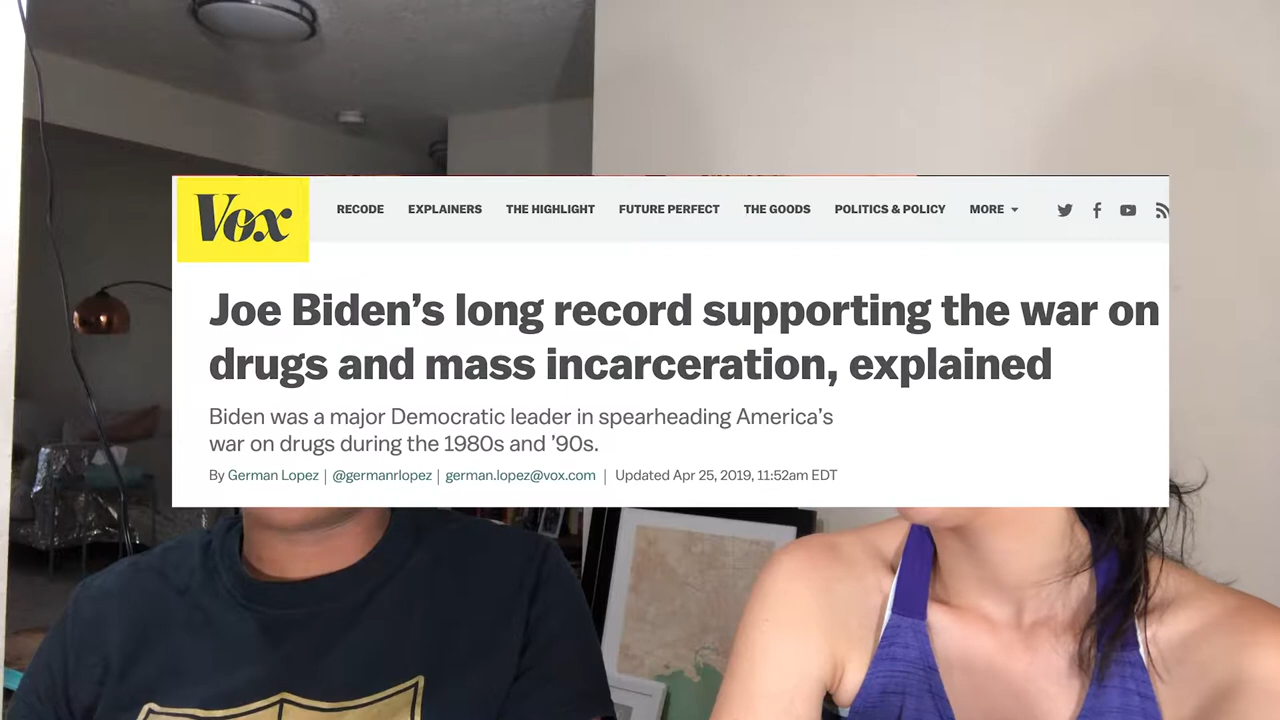 Vox
RECODE EXPLAINERS THE HIGHLIGHT FUTURE PERFECT THE GOODS POLITICS & POLICY MORE
Joe Biden's long record supporting the war on
drugs and mass incarceration, explained
Biden was a major Democratic leader in spearheading America's
war on drugs during the 1980s and '90s.
By German Lopez | @germanrlopez | german.lopez@vox.com | Updated Apr 25, 2019, 11:52am EDT